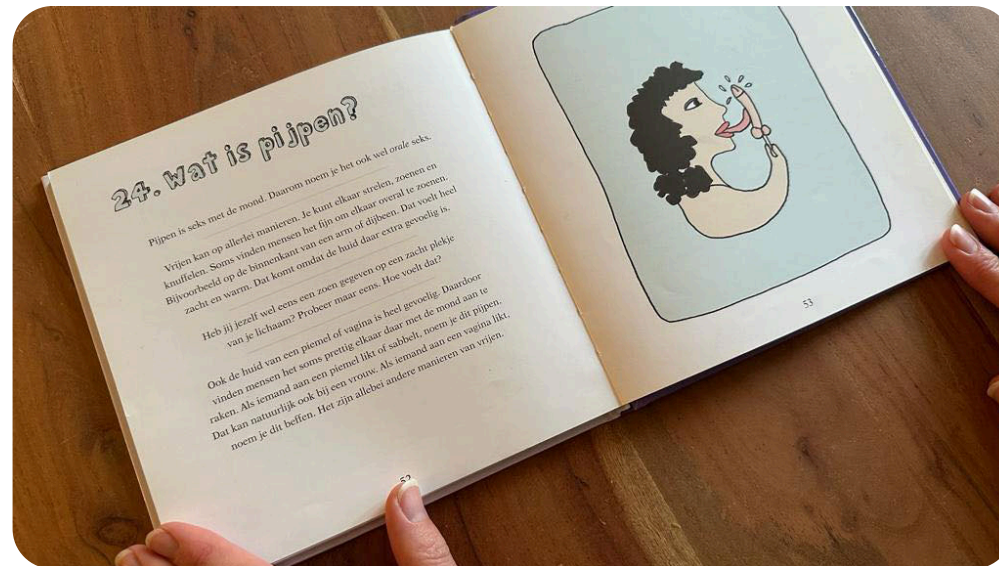 24. Wat is pijpen?
Pijpen is seks met de mond. Daarom noem je het ook wel orale seks.
Vrijen kan op allerlei manieren. Je kunt elkaar strelen, zoenen en
knuffelen. Soms vinden mensen het fijn om elkaar overal te zoenen.
Bijvoorbeeld op de binnenkant van een arm of dijbeen. Dat voelt heel
zacht en warm. Dat komt omdat de huid daar extra gevoelig is.
Heb jij jezelf wel eens een zoen gegeven op een zacht plekje
van je lichaam? Probeer maar eens. Hoe voelt dat?
Ook de huid van een piemel of vagina is heel gevoelig. Daardoor
vinden mensen het soms prettig elkaar daar met de mond aan te
raken. Als iemand aan een piemel likt of sabbelt, noem je dit pijpen.
Dat kan natuurlijk ook bij een vrouw. Als iemand aan een vagina likt,
noem je dit beffen. Het zijn allebei andere manieren van vrijen.
52
53